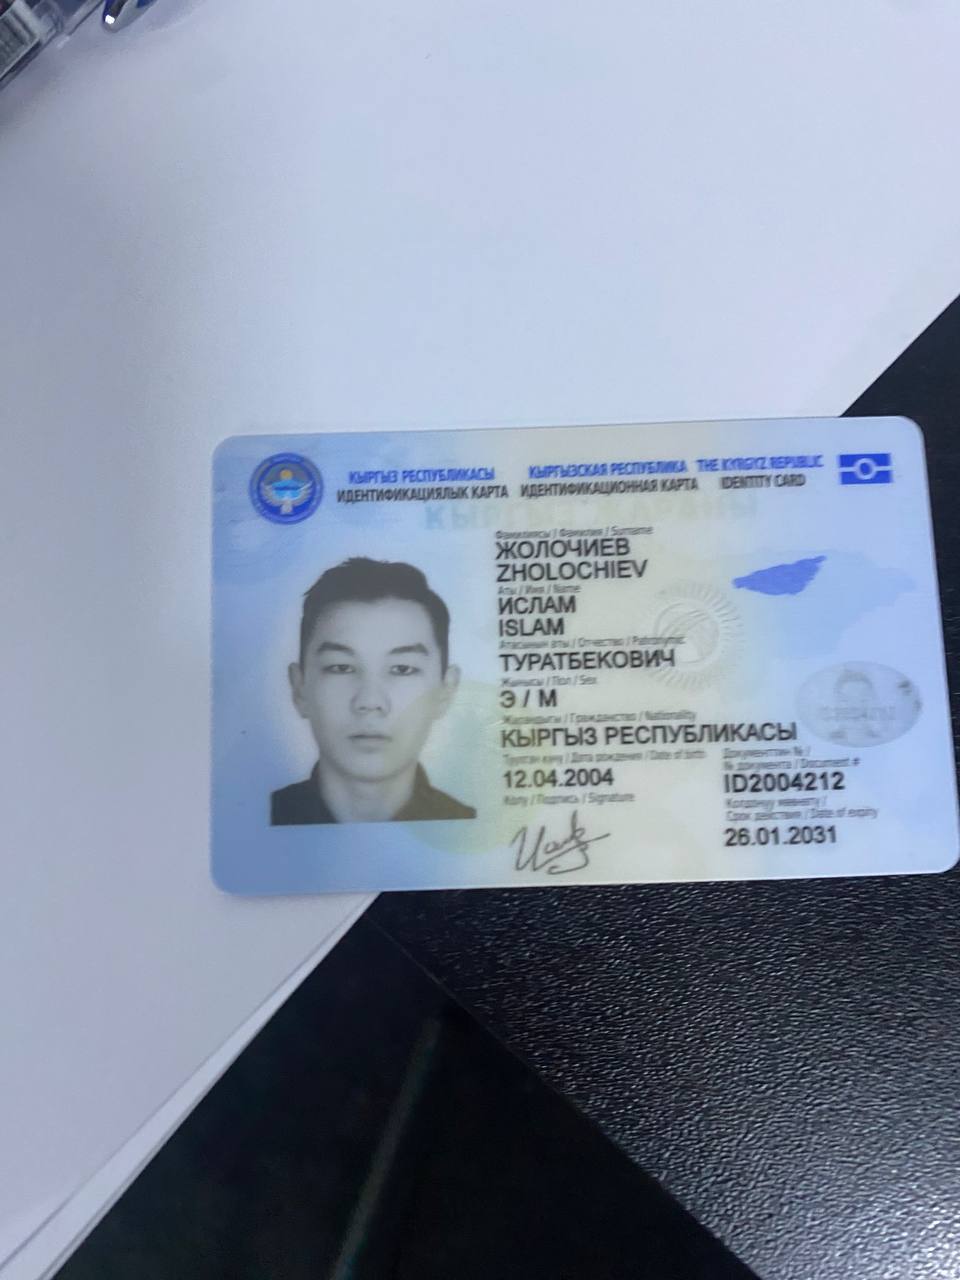 КЫРГЫЗ РЕСПУБЛИКАСЫ КЫРГЫЗСКАЯ РЕСПУБЛИКА THE KYRGYZ REPUBLIC
ИДЕНТИФИКАЦИЯЛЫК КАРТА ИДЕНТИФИКАЦИОННАЯ КАРТА IDENTITY CARD
КЫРГЫЗ ЖАРАНЫ
Фамилиясы / Фамилия / Surname
ЖОЛОЧИЕВ
ZHOLOCHIEV
Аты / Имя / Name
ИСЛАМ
ISLAM
Атасынын аты / Отчество / Patronymic
ТУРАТБЕКОВИЧ
Жынысы / Пол / Sex
Э / М
Жарандыгы / Гражданство / Nationality
КЫРГЫЗ РЕСПУБЛИКАСЫ
Туулган күнү / Дата рождения / Date of birth
12.04.2004
Документтин № /
№ документа / Document #
ID2004212
Колу / Подпись / Signature
Колдонуу мөөнөтү /
Срок действия / Date of expiry
26.01.2031